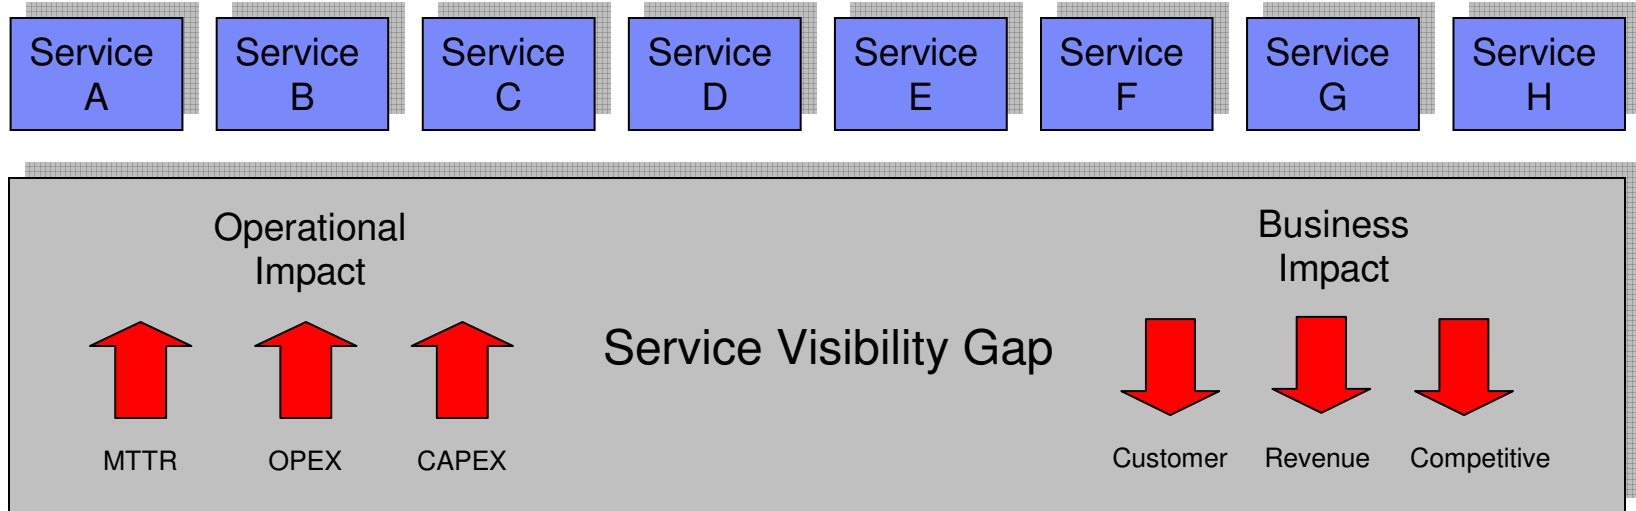 Service
A
Service
B
Service
C
Service
D
Service
E
Service
F
Service
G
Service
H
Operational
Impact
Business
Impact
Service Visibility Gap
MTTR
OPEX
CAPEX
Customer
Revenue
Competitive